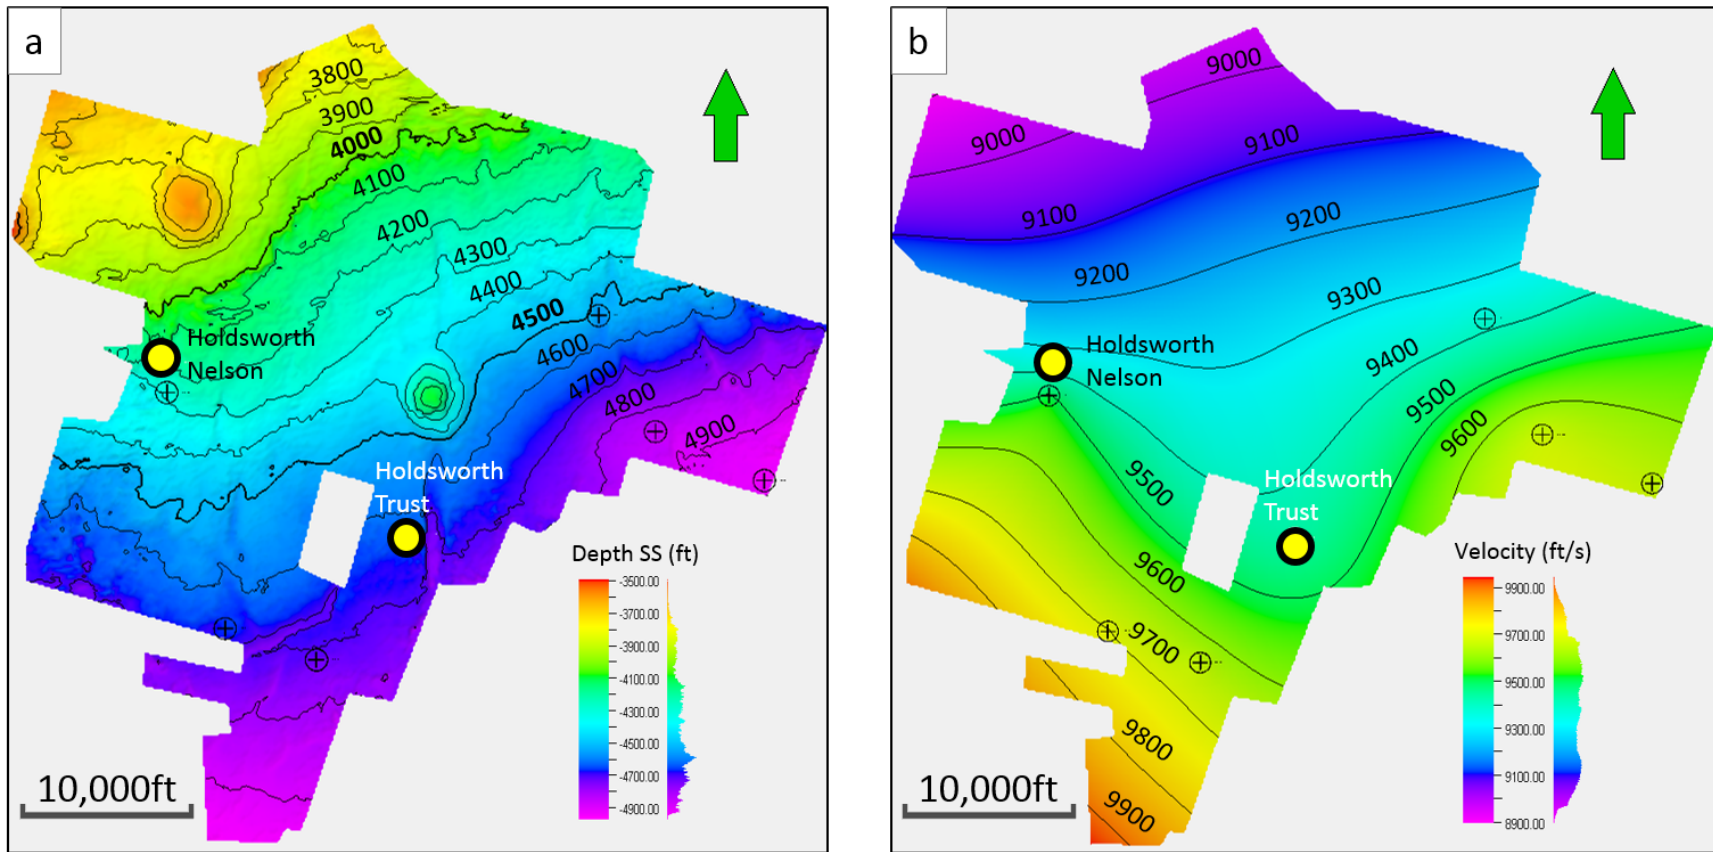 a
3800
3900
4000
4100
4200
4300
4400
4500
4600
4700
4800
4900
Holdsworth
Nelson
Holdsworth
Trust
Depth SS (ft)
-3500.00
-3700.00
-3900.00
-4100.00
-4300.00
-4500.00
-4700.00
-4900.00
10,000ft
b
9000
9000
9100
9100
9200
9200
9300
9400
9500
9600
Holdsworth
Nelson
9500
Holdsworth
Trust
9600
9700
9800
9900
Velocity (ft/s)
9900.00
9700.00
9500.00
9300.00
9100.00
8900.00
10,000ft